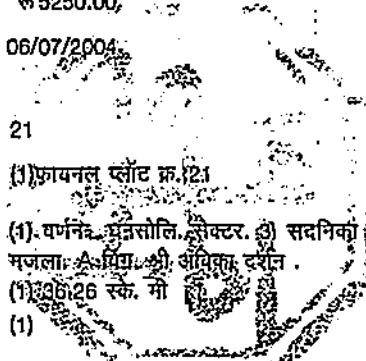 रू 5250.00
06/07/2004
21
(1) फायनल प्लॉट क्र. 21
(1) वर्णनः घनसोलि. सेक्टर. 3) सदनिका
मजलाः A विंग. श्री अंबिका दर्शन .
(1) 36.26 स्के. मी
(1)